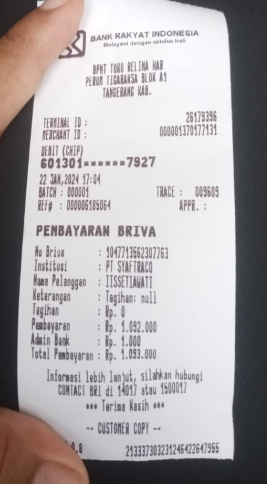 BANK RAKYAT INDONESIA
Melayani dengan setulus hati
BPNT TOKO RELINA HAR
PERUM TIGARAKSA BLOK A1
TANGERANG KAB.
TERMINAL ID : 26179396
MERCHANT ID : 000001370177131
DEBIT (CHIP)
601301******7927
22 JAN,2024 17:04
BATCH : 000001 TRACE : 009609
REF# : 000006185064 APPR. :
PEMBAYARAN BRIVA
No Briva : 1047713562307763
Institusi : PT SYAFTRACO
Nama Pelanggan : IISSETIAWATI
Keterangan : Tagihan: null
Tagihan : Rp. 0
Pembayaran : Rp. 1.092.000
Admin Bank : Rp. 1.000
Total Pembayaran : Rp. 1.093.000
Informasi lebih lanjut, silahkan hubungi
CONTACT BRI di 14017 atau 1500017
*** Terima Kasih ***
-- CUSTOMER COPY --
2133373032312464226479​55